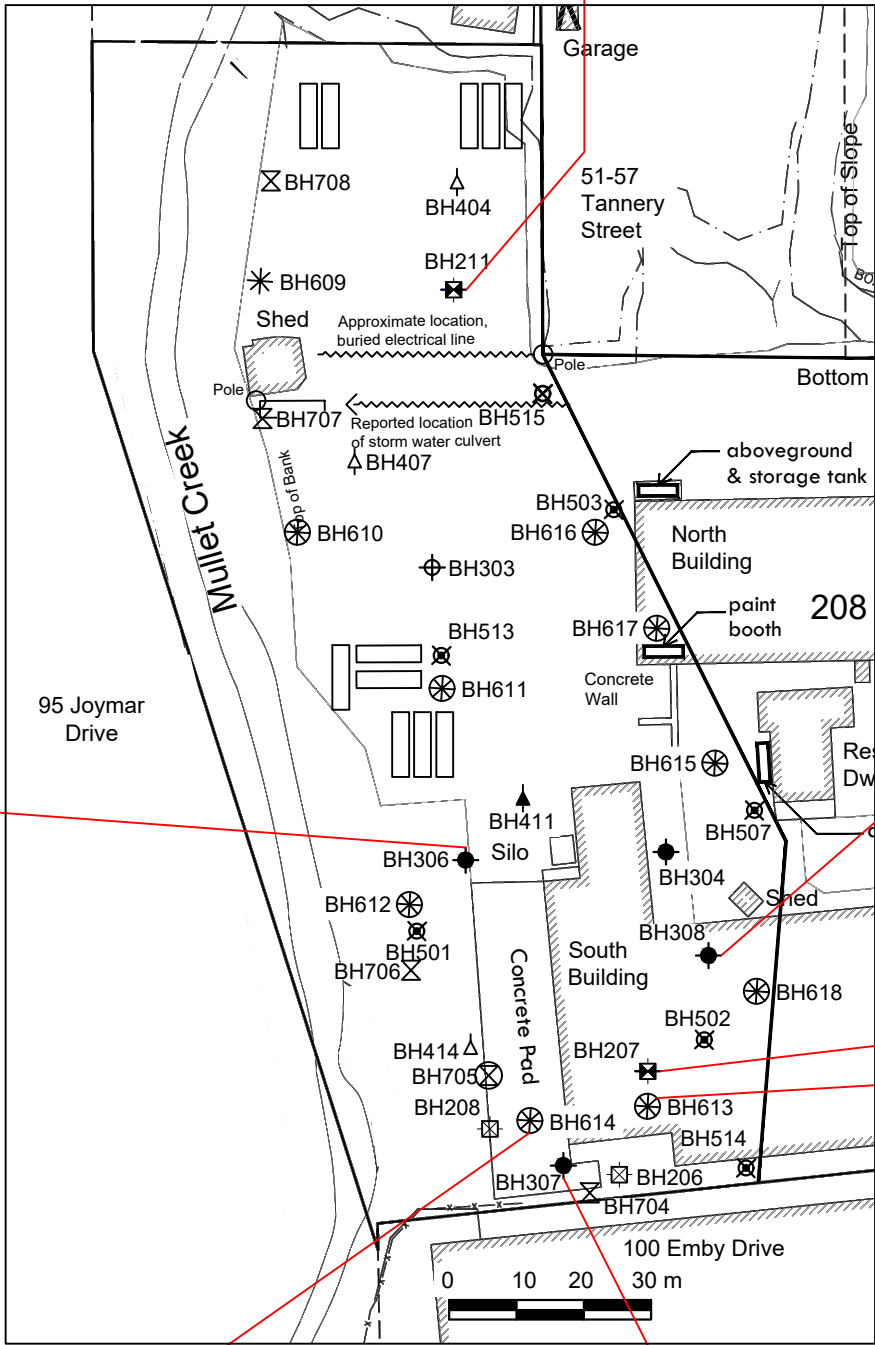 Garage
51-57
Tannery
Street
Top of Slope
BH708
BH404
BH211
BH609
Shed
Approximate location,
buried electrical line
Pole
Bottom
Pole
BH707
BH515
Reported location
of storm water culvert
BH407
aboveground
& storage tank
Mullet Creek
op of Bank
BH503
BH610
BH616
North
Building
BH303
208
BH617
paint
booth
BH513
Concrete
Wall
BH611
95 Joymar
Drive
BH615
Res
Dw
BH411
BH507
Silo
BH306
BH304
Shed
BH612
BH308
BH501
South
Building
BH706
Concrete Pad
BH618
BH502
BH414
BH207
BH705
BH208
BH614
BH613
BH514
BH307
BH206
BH704
100 Emby Drive
0 10 20 30 m